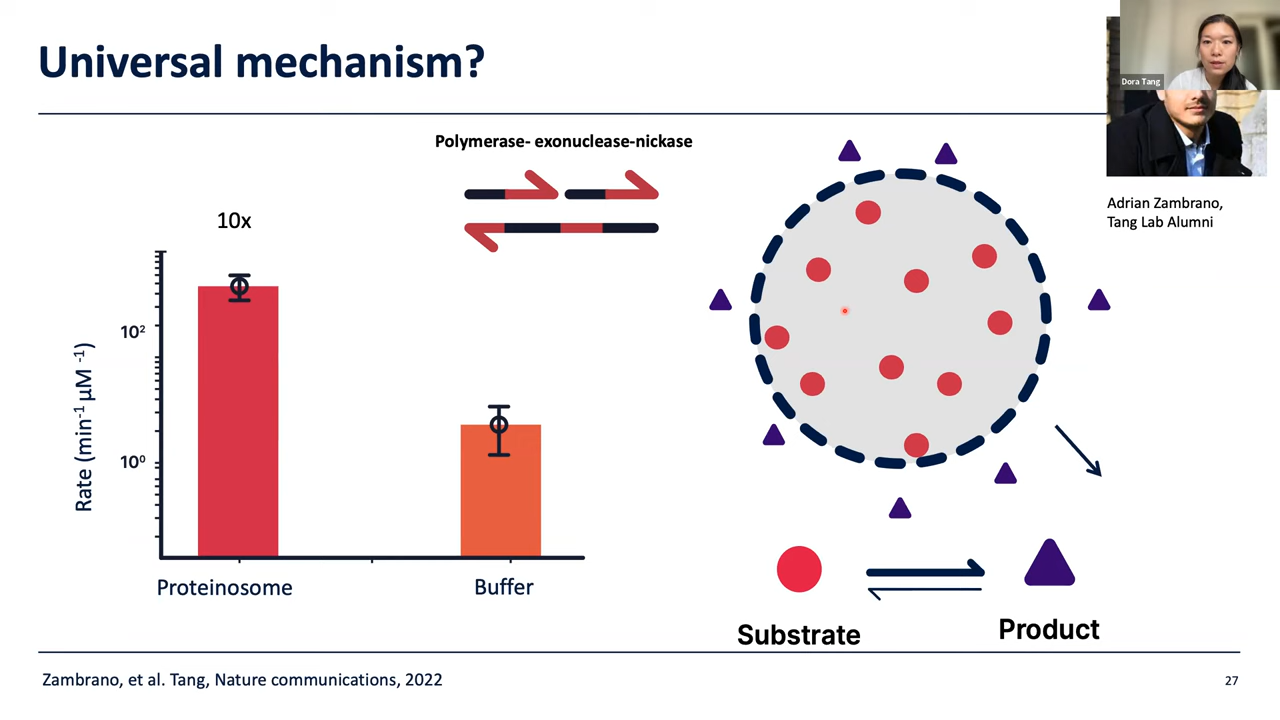 Universal mechanism?
Dora Tang
Polymerase- exonuclease-nickase
Adrian Zambrano,
Tang Lab Alumni
10x
10²
10⁰
Rate (min⁻¹ µM ⁻¹)
Proteinosome
Buffer
Substrate
Product
Zambrano, et al. Tang, Nature communications, 2022
27